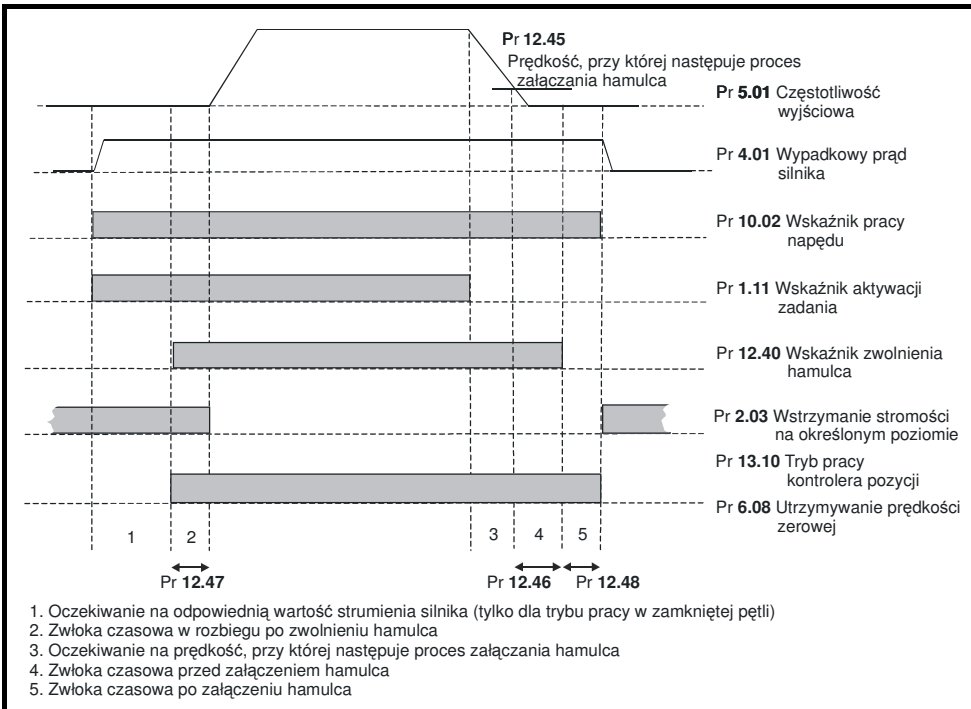 Pr 12.45
Prędkość, przy której następuje proces
załączania hamulca
Pr 5.01 Częstotliwość
wyjściowa
Pr 4.01 Wypadkowy prąd
silnika
Pr 10.02 Wskaźnik pracy
napędu
Pr 1.11 Wskaźnik aktywacji
zadania
Pr 12.40 Wskaźnik zwolnienia
hamulca
Pr 2.03 Wstrzymanie stromości
na określonym poziomie
Pr 13.10 Tryb pracy
kontrolera pozycji
Pr 6.08 Utrzymywanie prędkości
zerowej
1 2 3 4 5
Pr 12.47 Pr 12.46 Pr 12.48
1. Oczekiwanie na odpowiednią wartość strumienia silnika (tylko dla trybu pracy w zamkniętej pętli)
2. Zwłoka czasowa w rozbiegu po zwolnieniu hamulca
3. Oczekiwanie na prędkość, przy której następuje proces załączania hamulca
4. Zwłoka czasowa przed załączeniem hamulca
5. Zwłoka czasowa po załączeniu hamulca